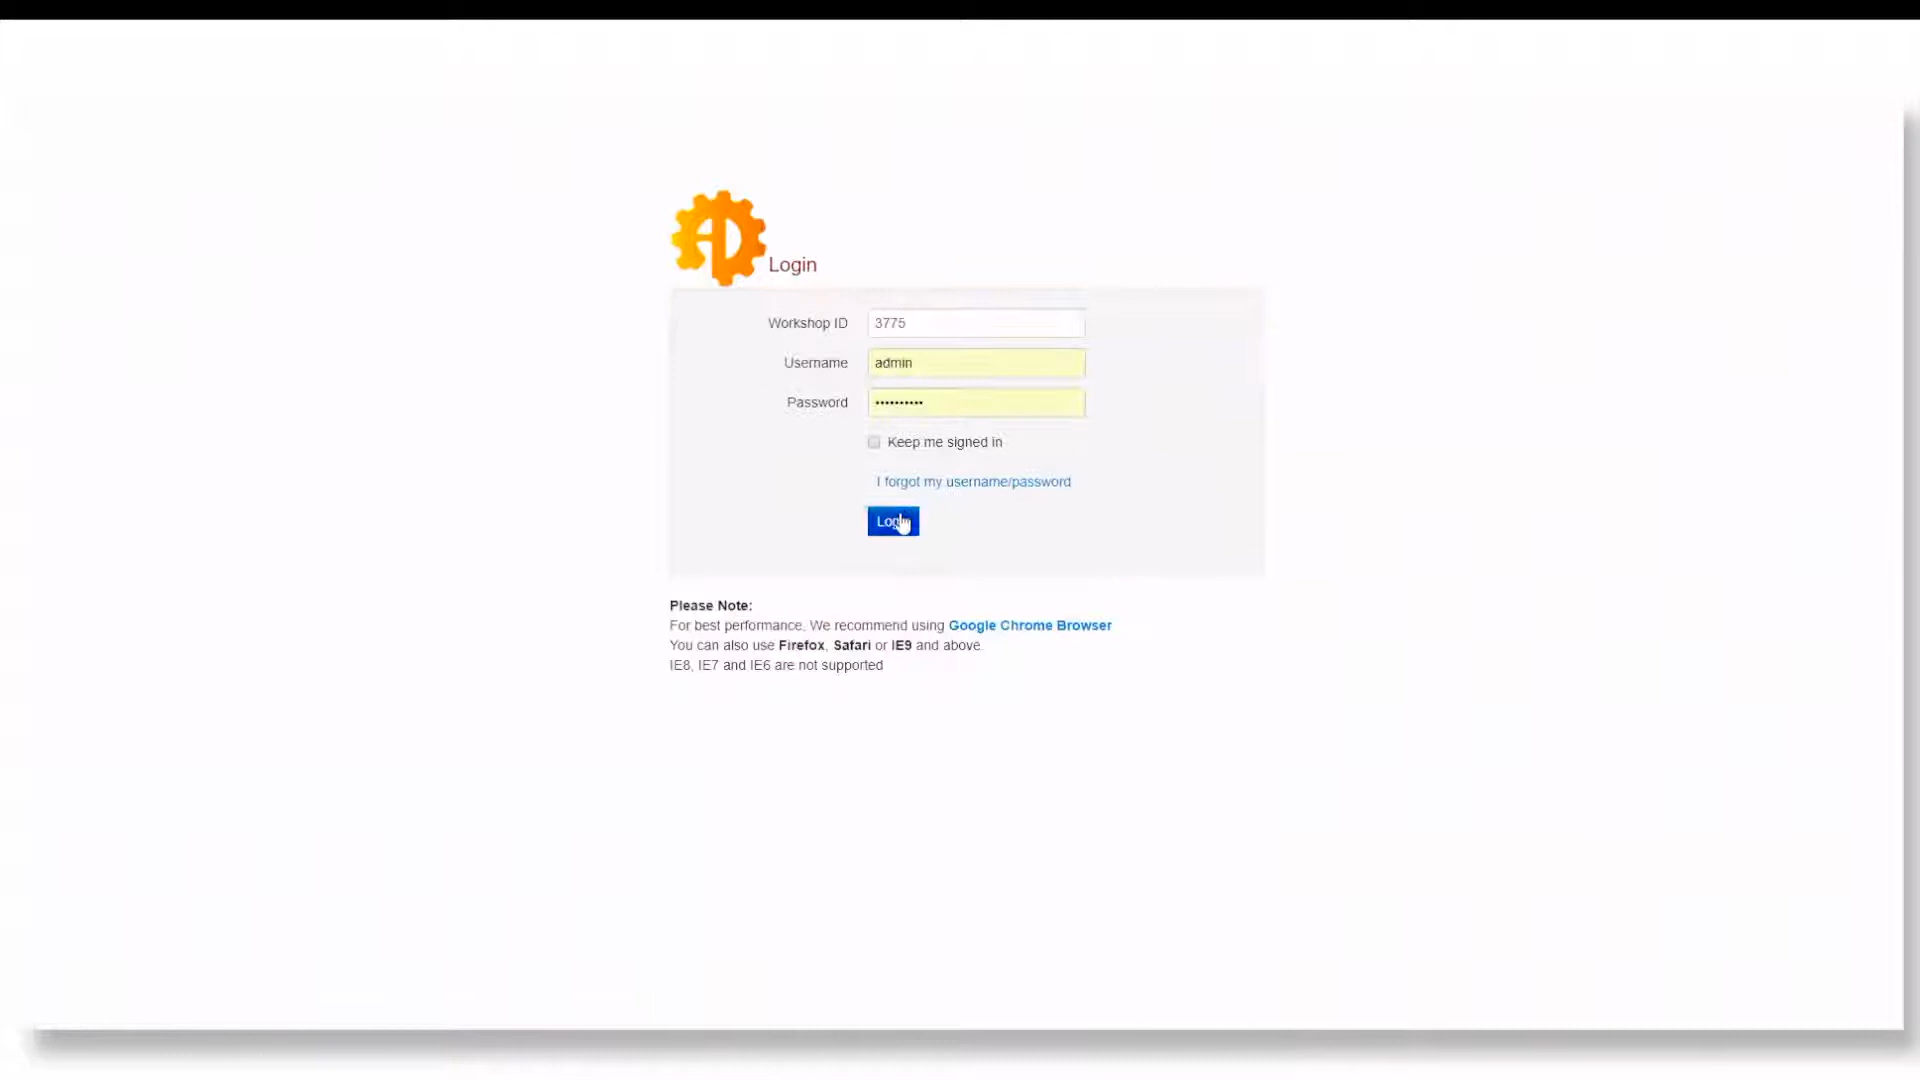 Login
Workshop ID 3775
Username admin
Password ••••••••••
Keep me signed in
I forgot my username/password
Please Note:
For best performance, We recommend using Google Chrome Browser
You can also use Firefox, Safari or IE9 and above.
IE8, IE7 and IE6 are not supported